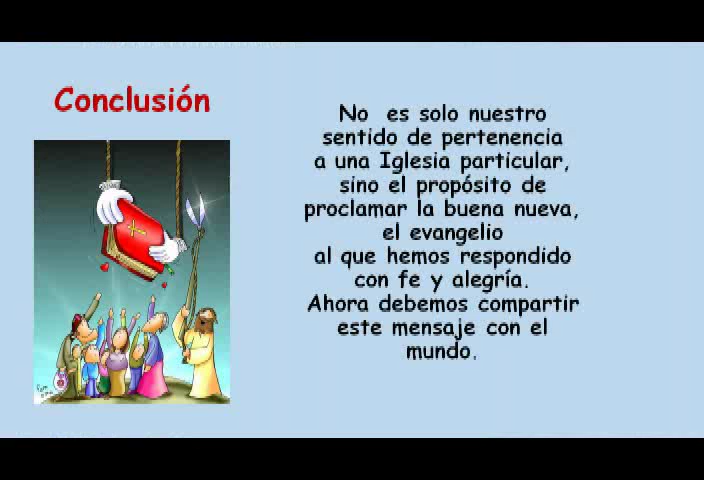 Conclusión
No es solo nuestro
sentido de pertenencia
a una Iglesia particular,
sino el propósito de
proclamar la buena nueva,
el evangelio
al que hemos respondido
con fe y alegría.
Ahora debemos compartir
este mensaje con el
mundo.